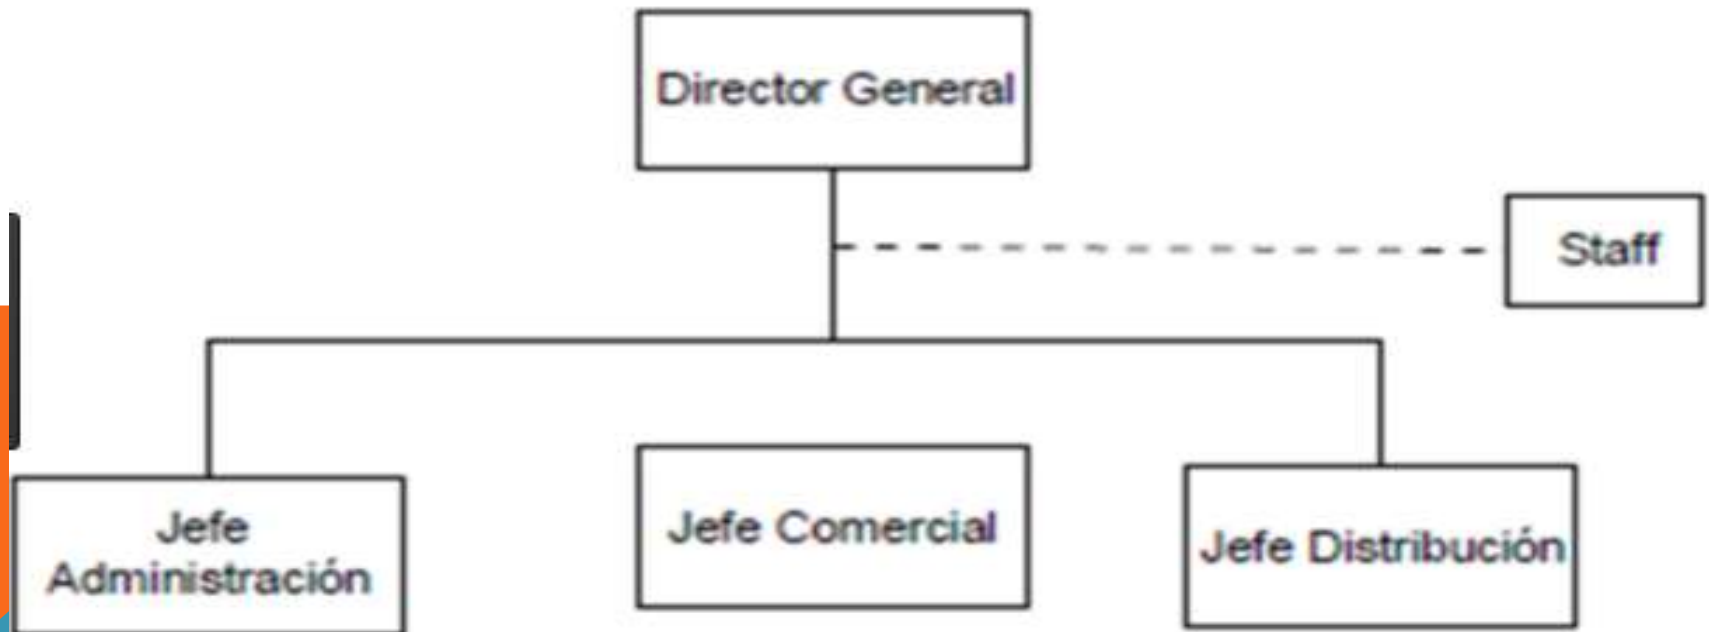 Director General
Staff
Jefe
Administración
Jefe Comercial
Jefe Distribución